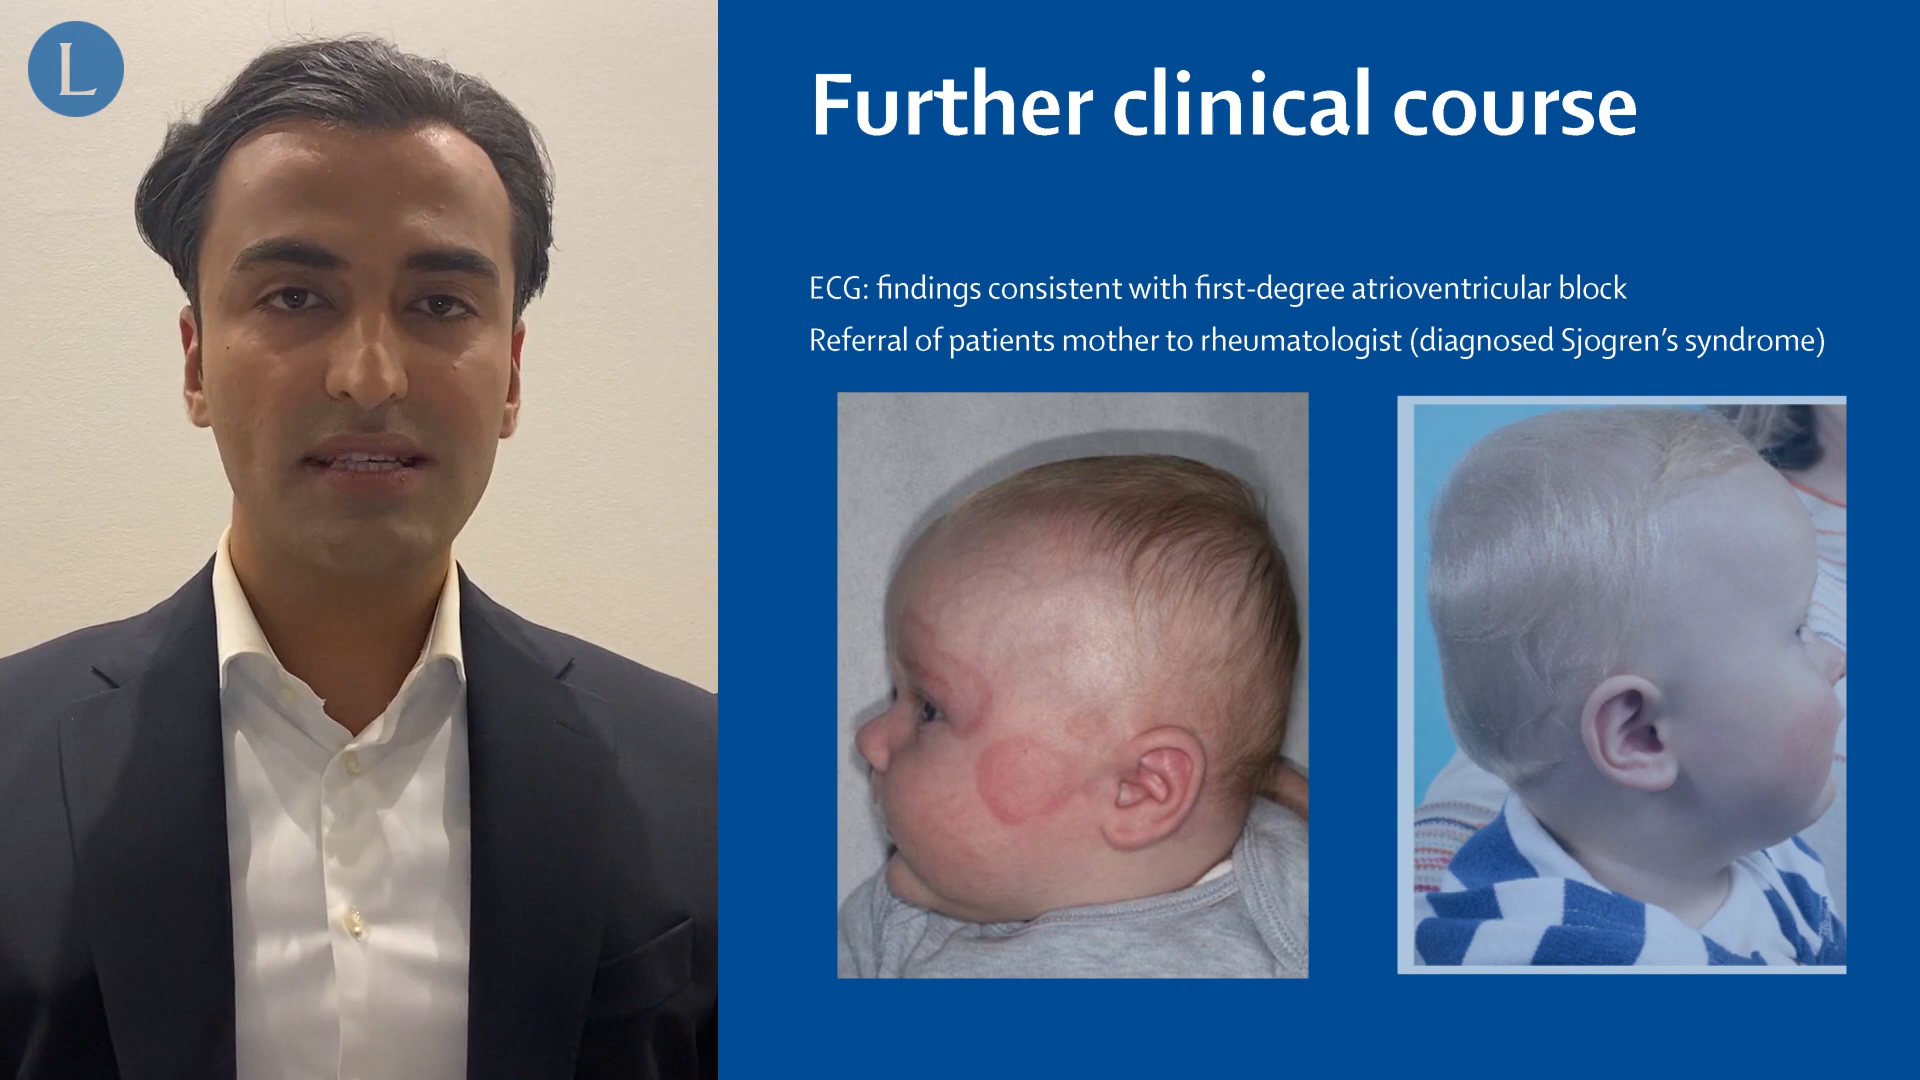 L
Further clinical course
ECG: findings consistent with first-degree atrioventricular block
Referral of patients mother to rheumatologist (diagnosed Sjogren’s syndrome)